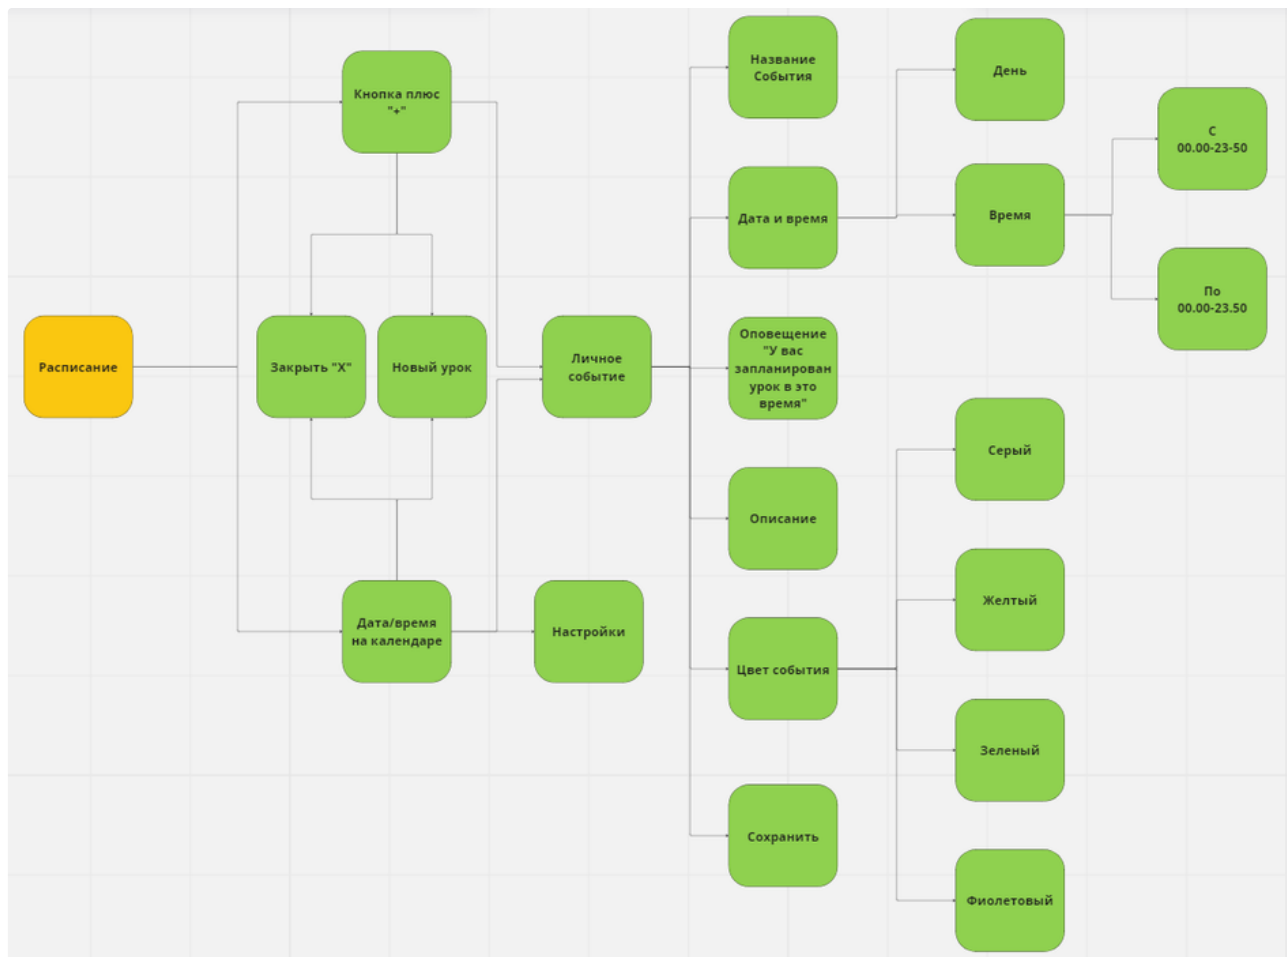 Расписание
Кнопка плюс
"+"
Закрыть "X"
Новый урок
Дата/время
на календаре
Личное
событие
Настройки
Название
События
Дата и время
Оповещение
"У вас
запланирован
урок в это
время"
Описание
Цвет события
Сохранить
День
Время
С
00.00-23-50
По
00.00-23.50
Серый
Желтый
Зеленый
Фиолетовый